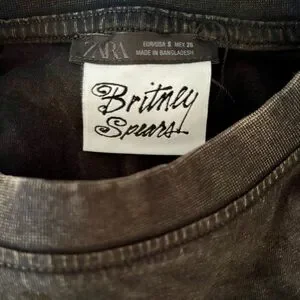 ZARA
EUR/USA S MEX 26
MADE IN BANGLADESH
Britney
Spears